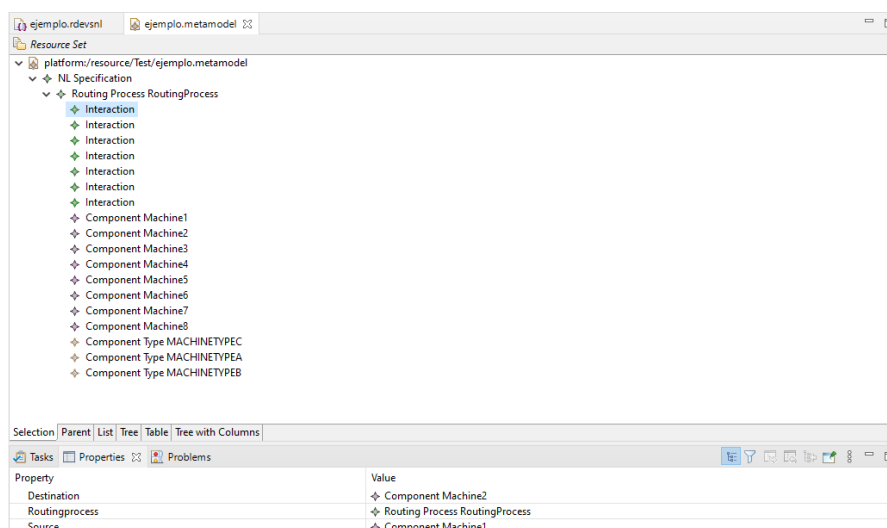 ejemplo.rdevsnl ejemplo.metamodel
Resource Set
platform:/resource/Test/ejemplo.metamodel
NL Specification
Routing Process RoutingProcess
Interaction
Interaction
Interaction
Interaction
Interaction
Interaction
Interaction
Component Machine1
Component Machine2
Component Machine3
Component Machine4
Component Machine5
Component Machine6
Component Machine7
Component Machine8
Component Type MACHINETYPEC
Component Type MACHINETYPEA
Component Type MACHINETYPEB
Selection Parent List Tree Table Tree with Columns
Tasks Properties Problems
Property Value
Destination Component Machine2
Routingprocess Routing Process RoutingProcess
Source Component Machine1